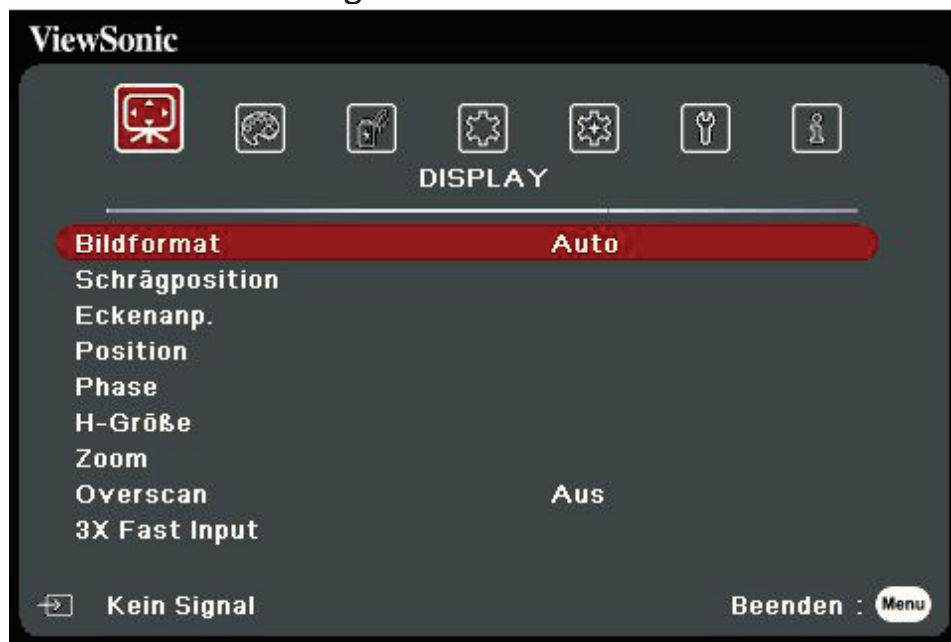 ViewSonic
DISPLAY
Bildformat Auto
Schrägposition
Eckenanp.
Position
Phase
H-Größe
Zoom
Overscan Aus
3X Fast Input
Kein Signal Beenden : Menu